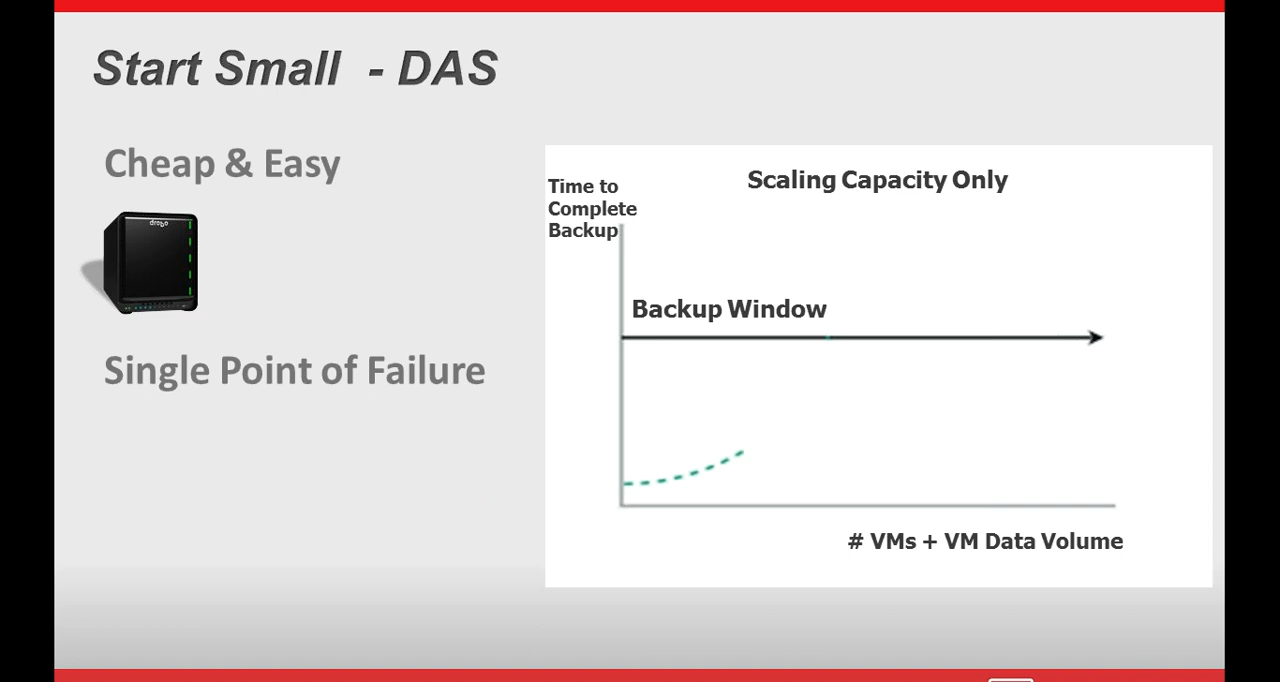 Start Small - DAS
Cheap & Easy
drobo
Single Point of Failure
Scaling Capacity Only
Time to
Complete
Backup
Backup Window
# VMs + VM Data Volume